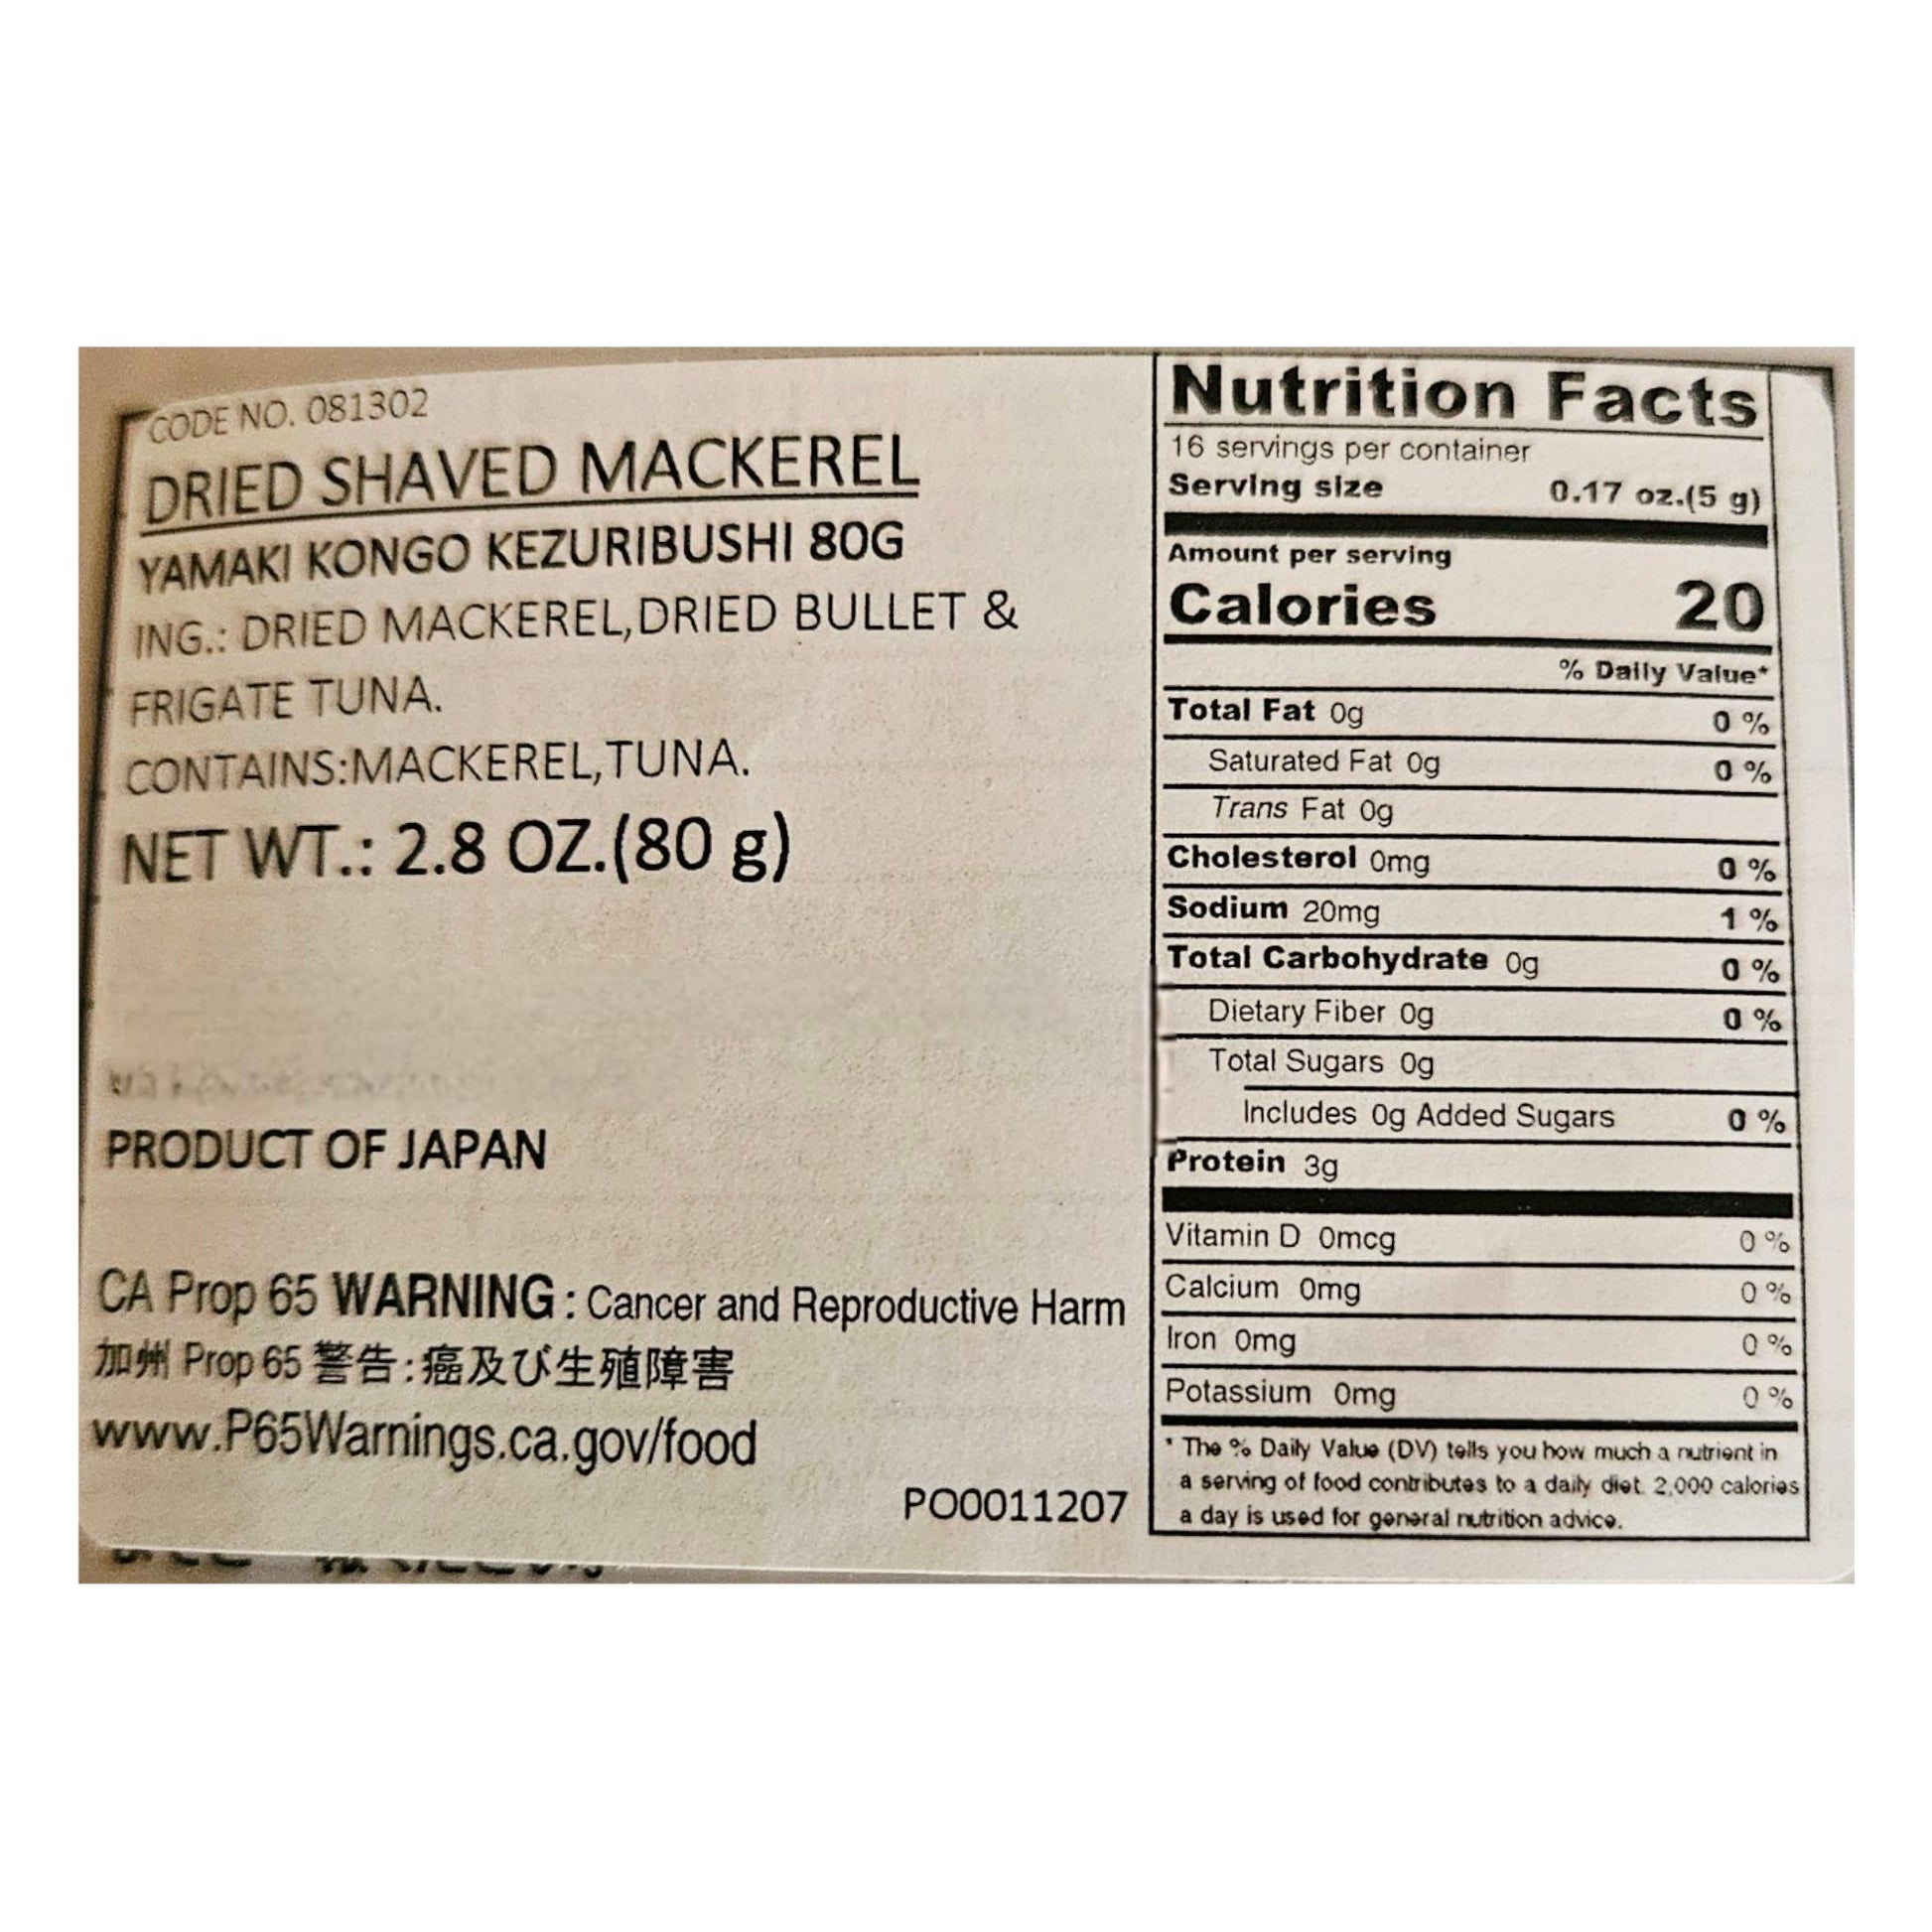 CODE NO. 081302
DRIED SHAVED MACKEREL
YAMAKI KONGO KEZURIBUSHI 80G
ING.: DRIED MACKEREL,DRIED BULLET &
FRIGATE TUNA.
CONTAINS:MACKEREL,TUNA.
NET WT.: 2.8 OZ.(80 g)
PRODUCT OF JAPAN
CA Prop 65 WARNING : Cancer and Reproductive Harm
加州 Prop 65 警告:癌及び生殖障害
www.P65Warnings.ca.gov/food
PO0011207
Nutrition Facts
16 servings per container
Serving size 0.17 oz.(5 g)
Amount per serving
Calories 20
% Daily Value*
Total Fat 0g 0 %
Saturated Fat 0g 0 %
Trans Fat 0g
Cholesterol 0mg 0 %
Sodium 20mg 1 %
Total Carbohydrate 0g 0 %
Dietary Fiber 0g 0 %
Total Sugars 0g
Includes 0g Added Sugars 0 %
Protein 3g
Vitamin D 0mcg 0 %
Calcium 0mg 0 %
Iron 0mg 0 %
Potassium 0mg 0 %
* The % Daily Value (DV) tells you how much a nutrient in
a serving of food contributes to a daily diet. 2,000 calories
a day is used for general nutrition advice.